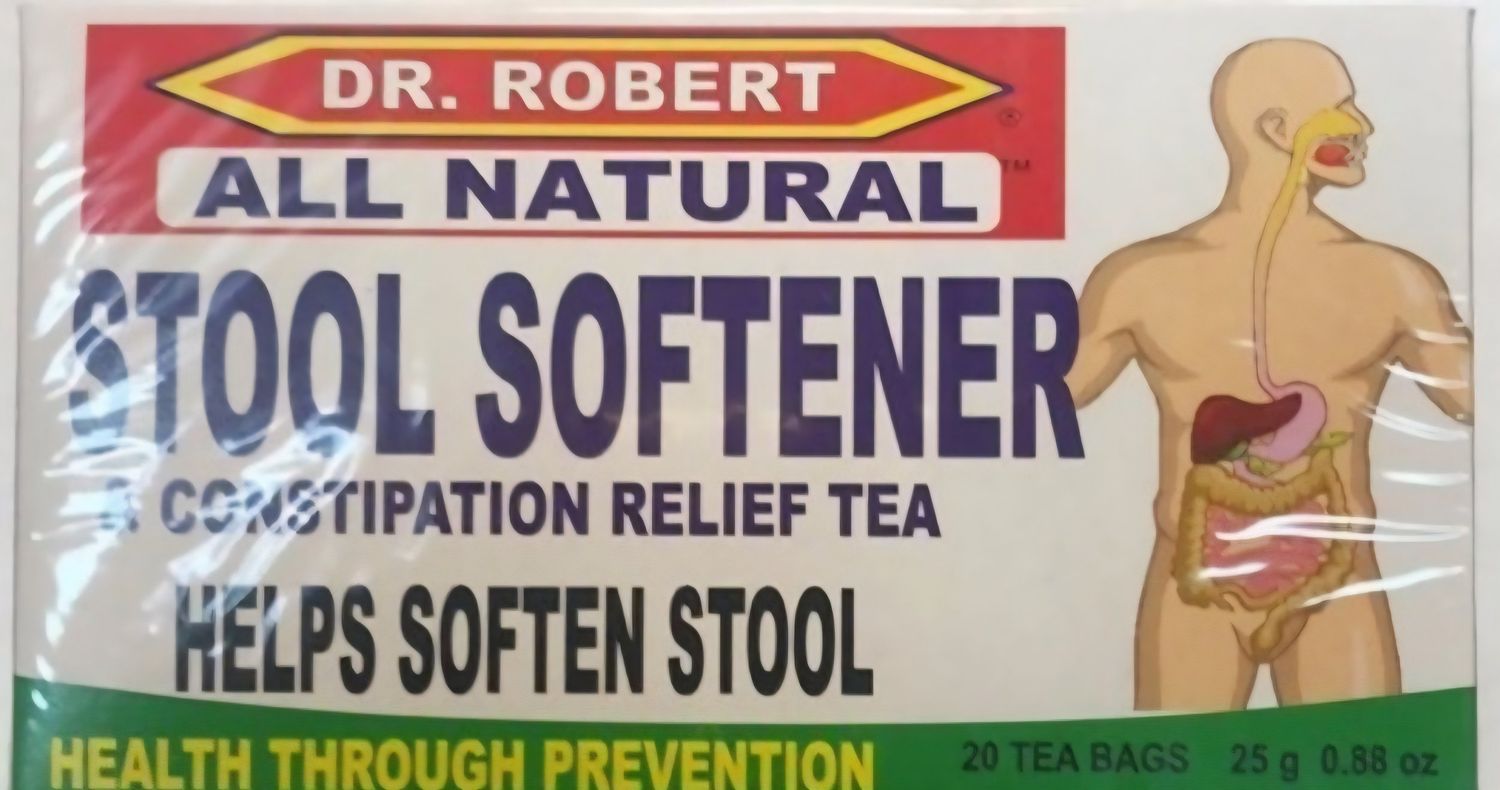 DR. ROBERT
®
ALL NATURAL
TM
STOOL SOFTENER
& CONSTIPATION RELIEF TEA
HELPS SOFTEN STOOL
HEALTH THROUGH PREVENTION
20 TEA BAGS 25 g 0.88 oz